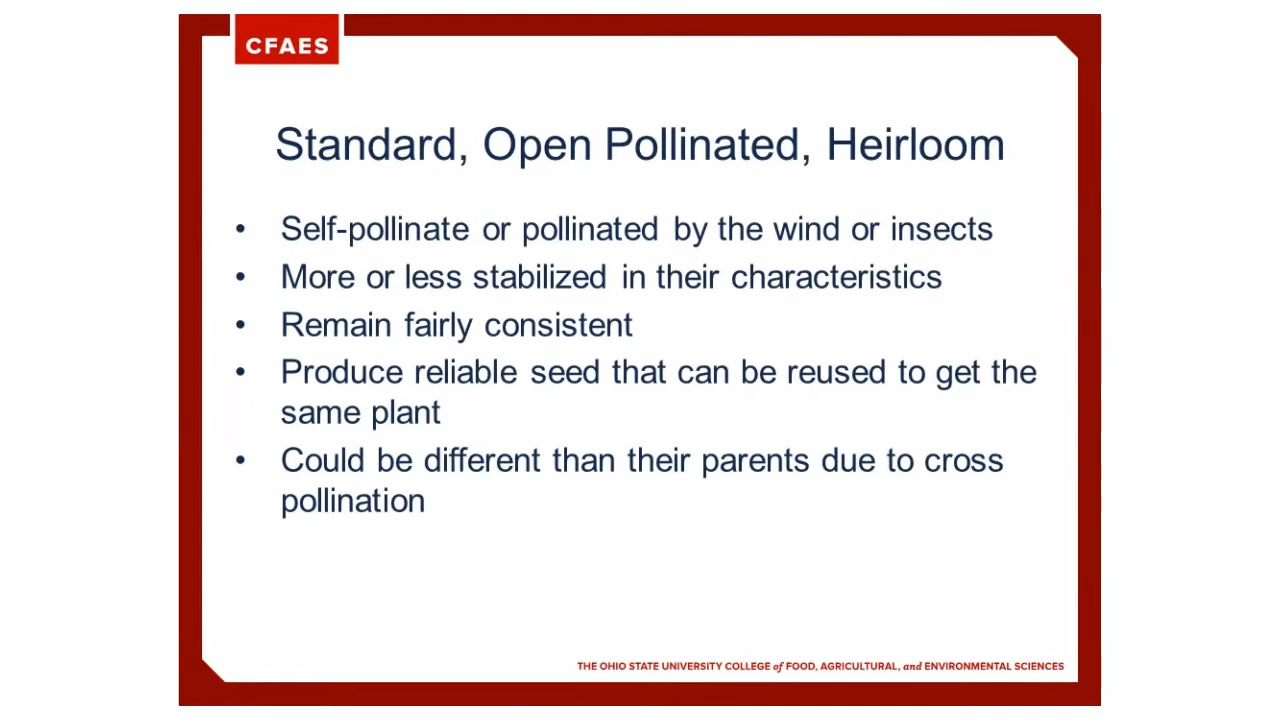 CFAES
Standard, Open Pollinated, Heirloom
• Self-pollinate or pollinated by the wind or insects
• More or less stabilized in their characteristics
• Remain fairly consistent
• Produce reliable seed that can be reused to get the
same plant
• Could be different than their parents due to cross
pollination
THE OHIO STATE UNIVERSITY COLLEGE of FOOD, AGRICULTURAL, and ENVIRONMENTAL SCIENCES